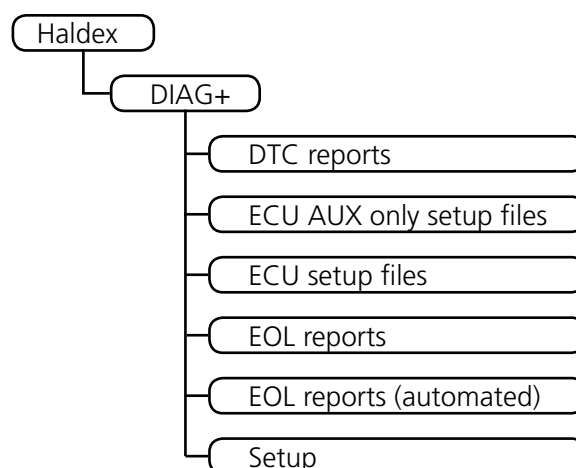 Haldex
DIAG+
DTC reports
ECU AUX only setup files
ECU setup files
EOL reports
EOL reports (automated)
Setup